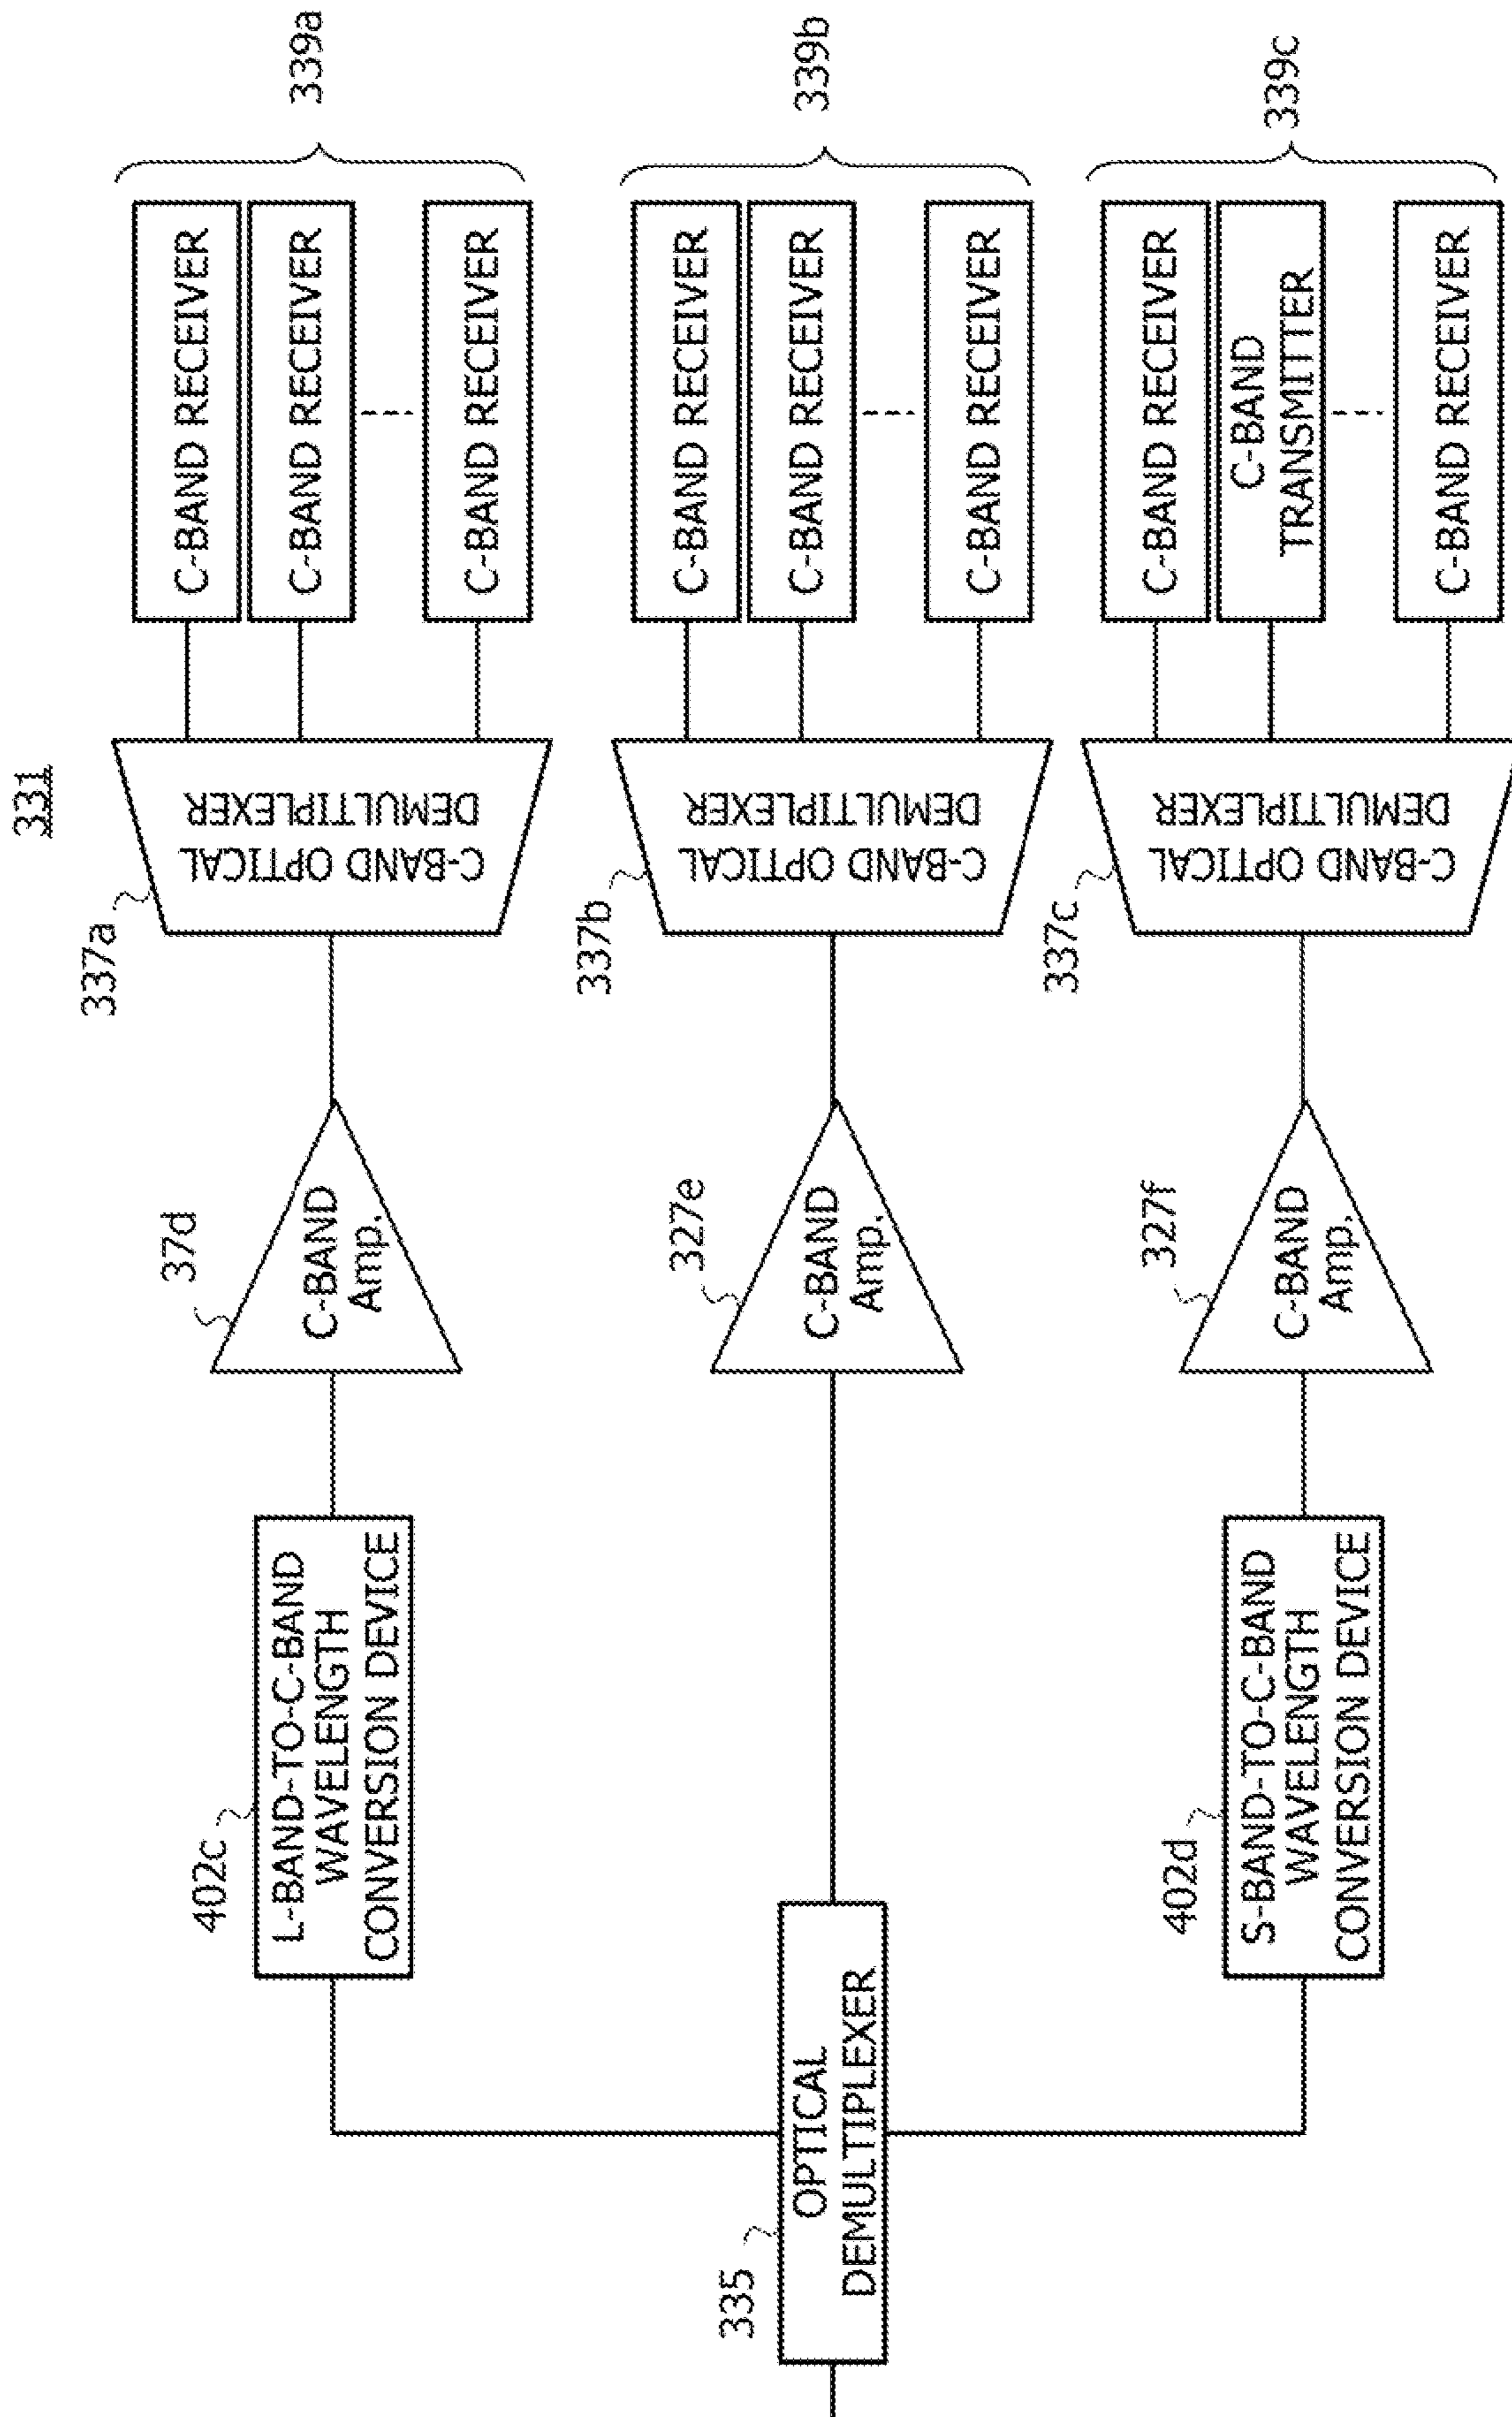 331
402c
L-BAND-TO-C-BAND
WAVELENGTH
CONVERSION DEVICE
37d
C-BAND
Amp.
337a
C-BAND OPTICAL
DEMULTIPLEXER
C-BAND RECEIVER
C-BAND RECEIVER
C-BAND RECEIVER
339a
335
OPTICAL
DEMULTIPLEXER
327e
C-BAND
Amp.
337b
C-BAND OPTICAL
DEMULTIPLEXER
C-BAND RECEIVER
C-BAND RECEIVER
C-BAND RECEIVER
339b
402d
S-BAND-TO-C-BAND
WAVELENGTH
CONVERSION DEVICE
327f
C-BAND
Amp.
337c
C-BAND OPTICAL
DEMULTIPLEXER
C-BAND RECEIVER
C-BAND
TRANSMITTER
C-BAND RECEIVER
339c